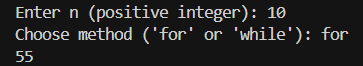 Enter n (positive integer): 10
Choose method ('for' or 'while'): for
55